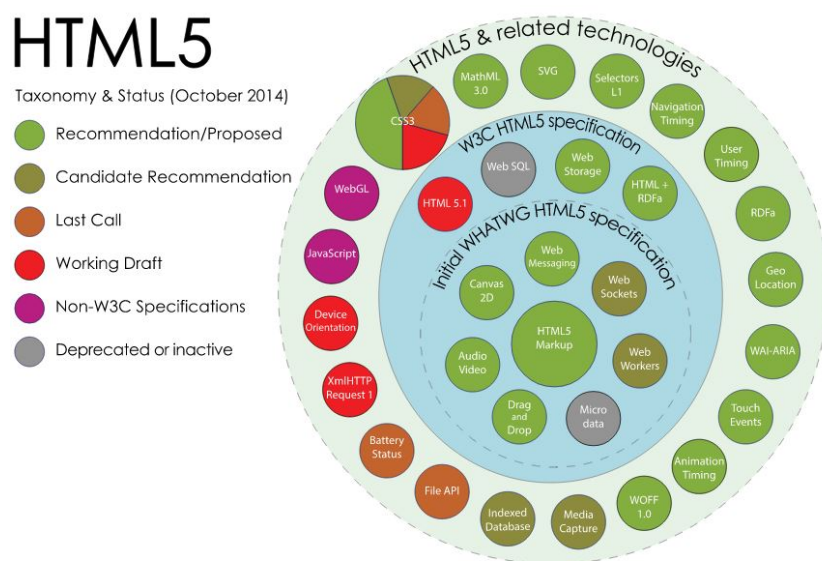 HTML5
Taxonomy & Status (October 2014)
Recommendation/Proposed
Candidate Recommendation
Last Call
Working Draft
Non-W3C Specifications
Deprecated or inactive
HTML5 & related technologies
CSS3
MathML
3.0
SVG
Selectors
L1
Navigation
Timing
User
Timing
RDFa
Geo
Location
WAI-ARIA
Touch
Events
Animation
Timing
WOFF
1.0
Media
Capture
Indexed
Database
File API
Battery
Status
XmlHTTP
Request 1
Device
Orientation
JavaScript
WebGL
W3C HTML5 specification
HTML 5.1
Web SQL
Web
Storage
HTML +
RDFa
Initial WHATWG HTML5 specification
Web
Messaging
Canvas
2D
Web
Sockets
HTML5
Markup
Audio
Video
Web
Workers
Drag
and
Drop
Micro
data